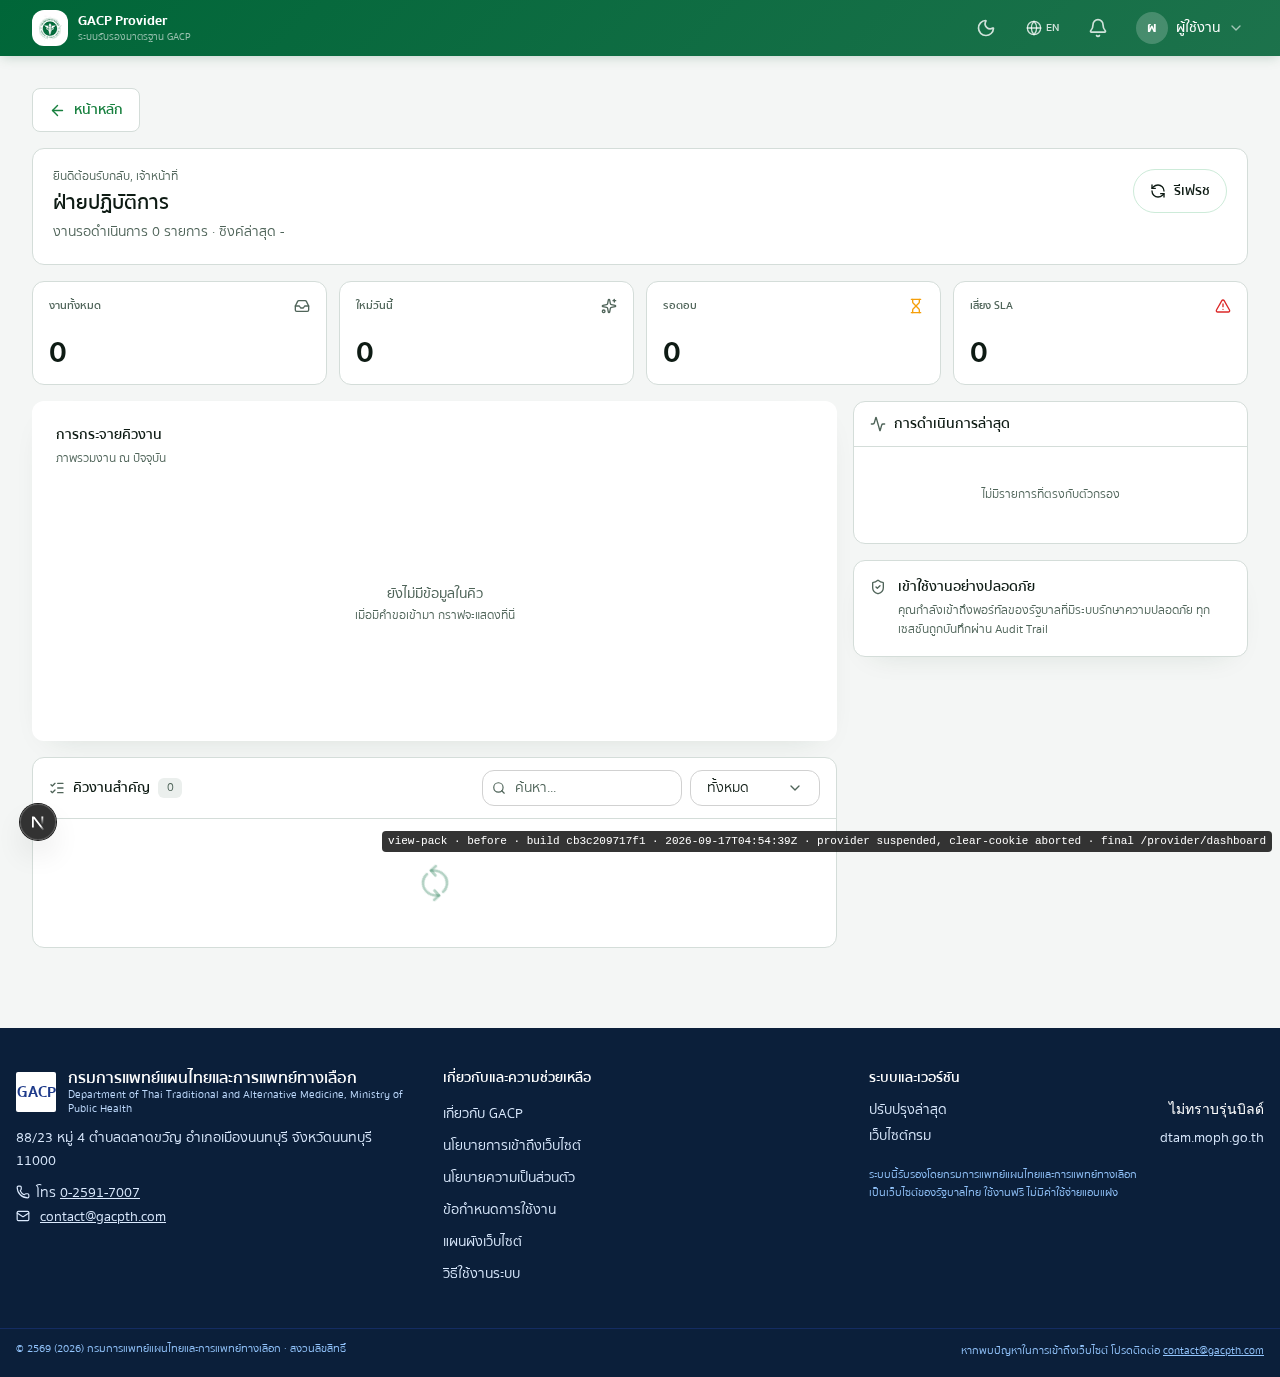 GACP Provider
ระบบรับรองมาตรฐาน GACP
EN
ผ
ผู้ใช้งาน
หน้าหลัก
ยินดีต้อนรับกลับ, เจ้าหน้าที่
ฝ่ายปฏิบัติการ
งานรอดำเนินการ 0 รายการ · ซิงค์ล่าสุด -
รีเฟรช
งานทั้งหมด
0
ใหม่วันนี้
0
รอตอบ
0
เสี่ยง SLA
0
การกระจายคิวงาน
ภาพรวมงาน ณ ปัจจุบัน
ยังไม่มีข้อมูลในคิว
เมื่อมีคำขอเข้ามา กราฟจะแสดงที่นี่
การดำเนินการล่าสุด
ไม่มีรายการที่ตรงกับตัวกรอง
เข้าใช้งานอย่างปลอดภัย
คุณกำลังเข้าถึงพอร์ทัลของรัฐบาลที่มีระบบรักษาความปลอดภัย ทุก
เซสชันถูกบันทึกผ่าน Audit Trail
คิวงานสำคัญ
0
ค้นหา...
ทั้งหมด
N
view-pack · before · build cb3c209717f1 · 2026-09-17T04:54:39Z · provider suspended, clear-cookie aborted · final /provider/dashboard
GACP
กรมการแพทย์แผนไทยและการแพทย์ทางเลือก
Department of Thai Traditional and Alternative Medicine, Ministry of
Public Health
88/23 หมู่ 4 ตำบลตลาดขวัญ อำเภอเมืองนนทบุรี จังหวัดนนทบุรี
11000
โทร 0-2591-7007
contact@gacpth.com
เกี่ยวกับและความช่วยเหลือ
เกี่ยวกับ GACP
นโยบายการเข้าถึงเว็บไซต์
นโยบายความเป็นส่วนตัว
ข้อกำหนดการใช้งาน
แผนผังเว็บไซต์
วิธีใช้งานระบบ
ระบบและเวอร์ชัน
ปรับปรุงล่าสุด
ไม่ทราบรุ่นบิลด์
เว็บไซต์กรม
dtam.moph.go.th
ระบบนี้รับรองโดยกรมการแพทย์แผนไทยและการแพทย์ทางเลือก
เป็นเว็บไซต์ของรัฐบาลไทย ใช้งานฟรี ไม่มีค่าใช้จ่ายแอบแฝง
© 2569 (2026) กรมการแพทย์แผนไทยและการแพทย์ทางเลือก · สงวนลิขสิทธิ์
หากพบปัญหาในการเข้าถึงเว็บไซต์ โปรดติดต่อ contact@gacpth.com